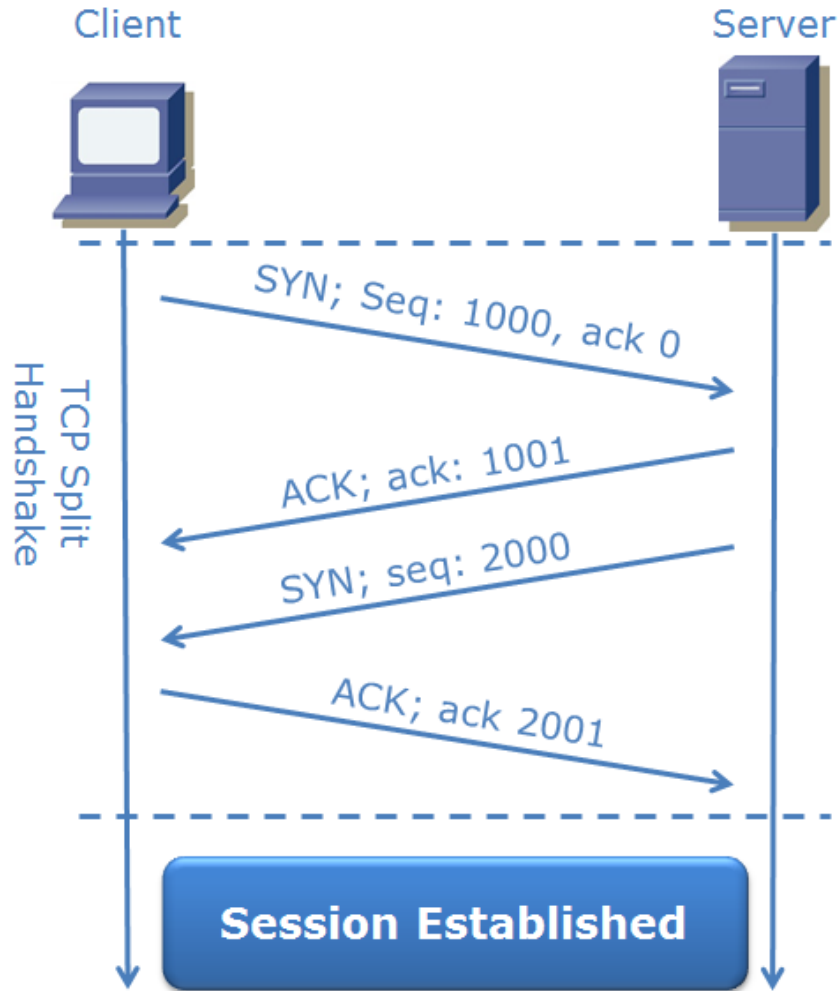 Client
Server
SYN; Seq: 1000, ack 0
TCP Split
Handshake
ACK; ack: 1001
SYN; seq: 2000
ACK; ack 2001
Session Established